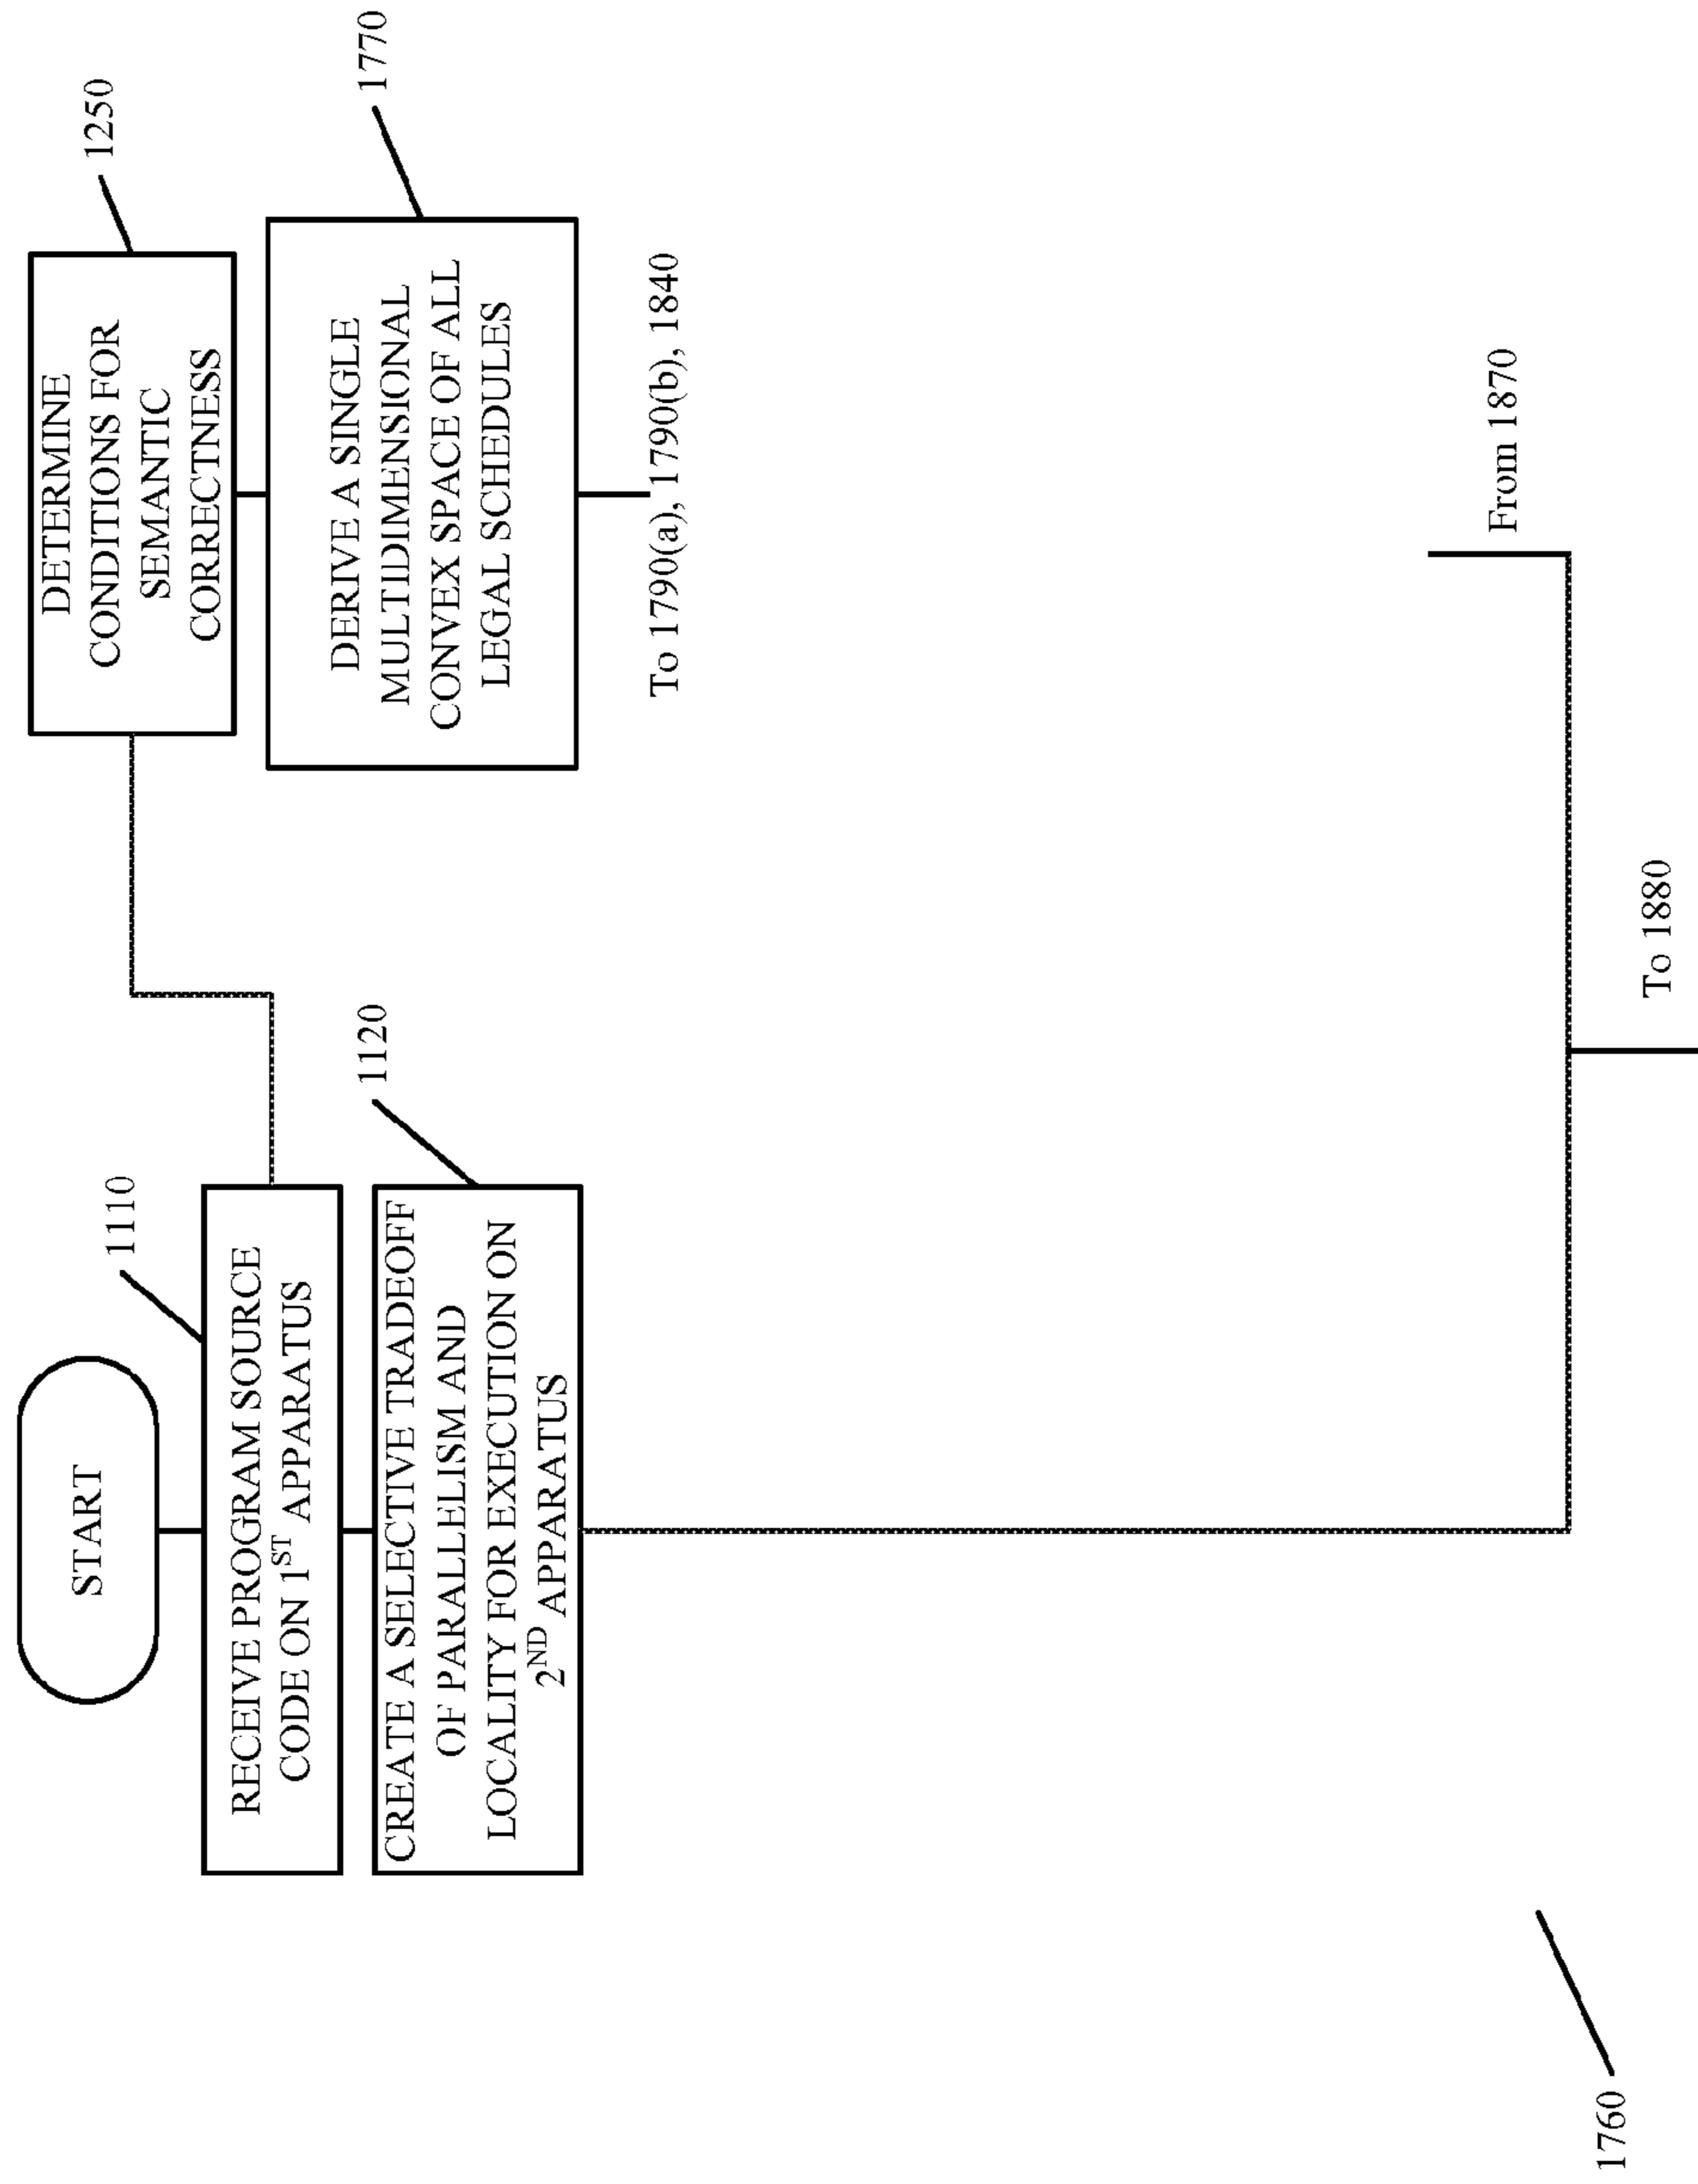 START
1110
RECEIVE PROGRAM SOURCE
CODE ON 1ST APPARATUS
1120
CREATE A SELECTIVE TRADEOFF
OF PARALLELISM AND
LOCALITY FOR EXECUTION ON
2ND APPARATUS
1250
DETERMINE
CONDITIONS FOR
SEMANTIC
CORRECTNESS
1770
DERIVE A SINGLE
MULTIDIMENSIONAL
CONVEX SPACE OF ALL
LEGAL SCHEDULES
To 1790(a), 1790(b), 1840
From 1870
To 1880
1760